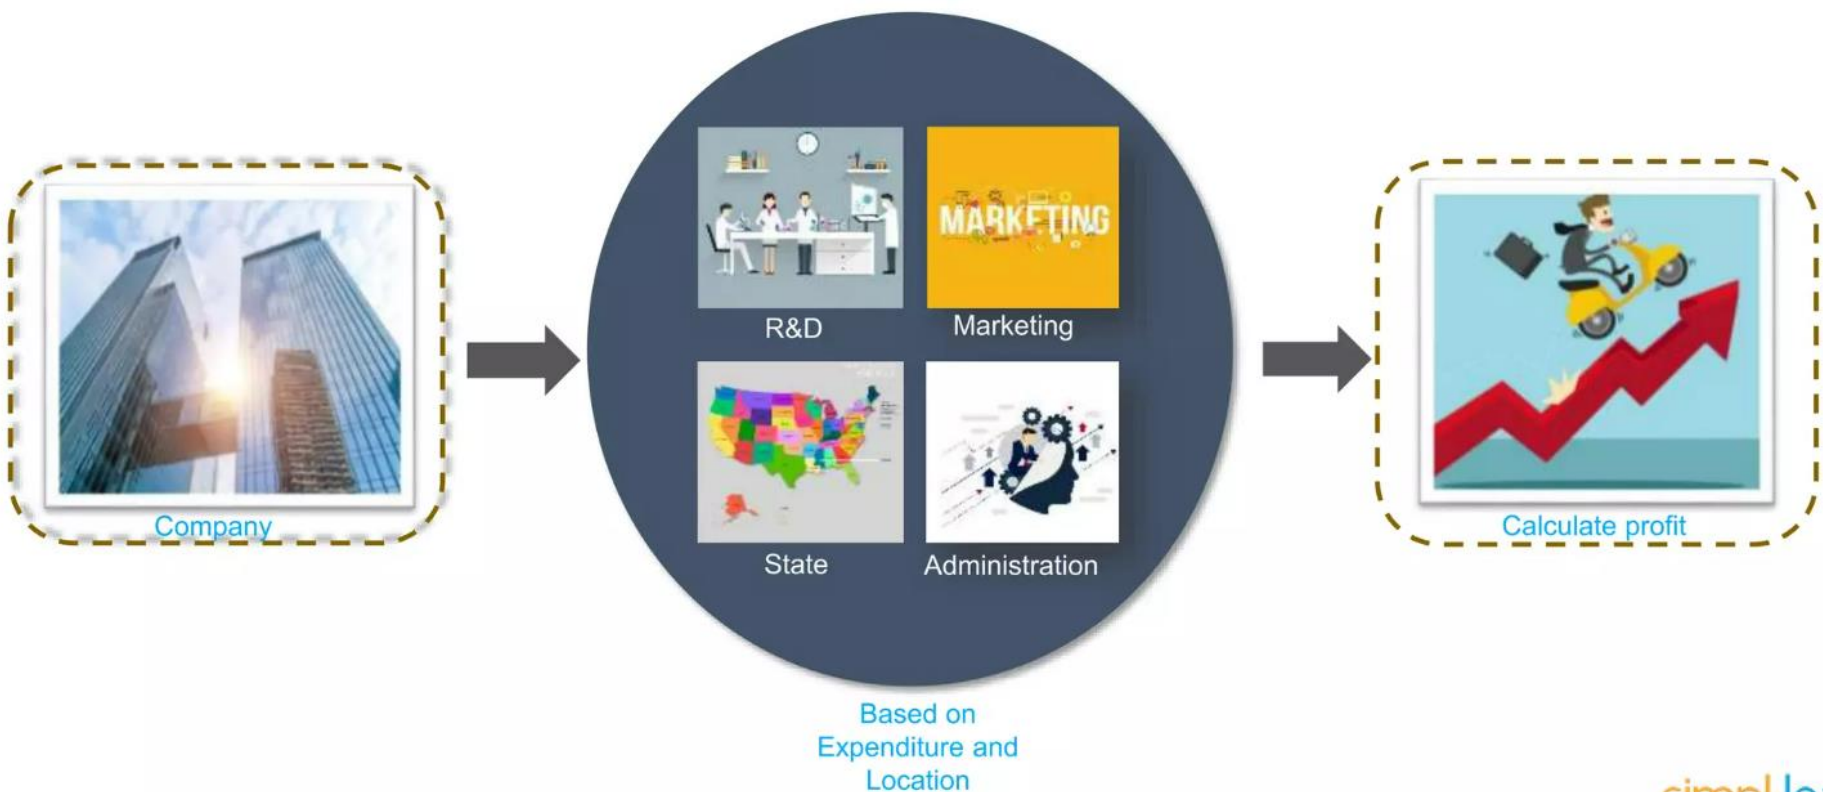 MARKETING
R&D
Marketing
State
Administration
Company
Calculate profit
Based on
Expenditure and
Location